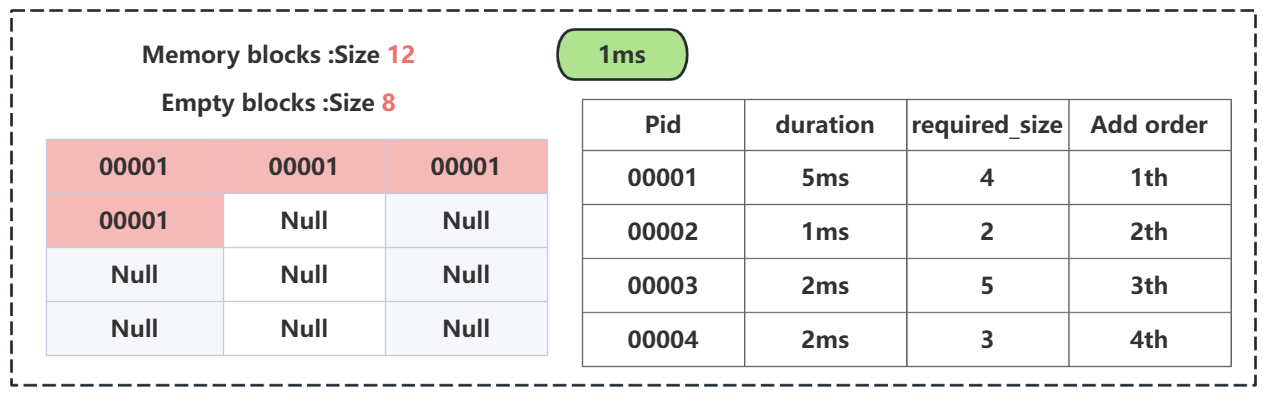 Memory blocks :Size 12
Empty blocks :Size 8
00001 00001 00001
00001 Null Null
Null Null Null
Null Null Null
1ms
Pid duration required_size Add order
00001 5ms 4 1th
00002 1ms 2 2th
00003 2ms 5 3th
00004 2ms 3 4th